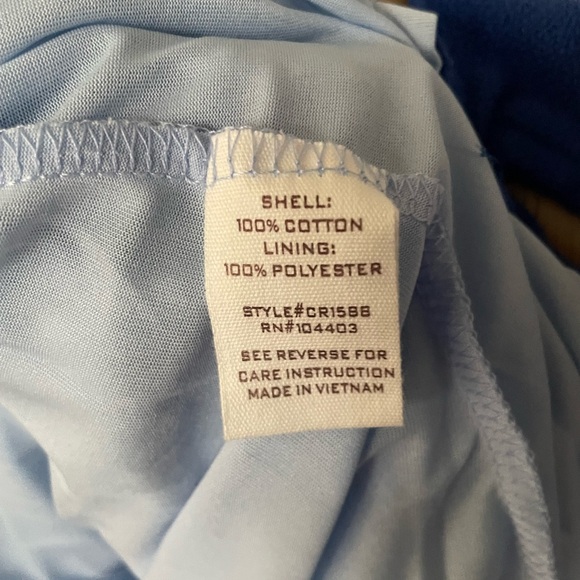 SHELL:
100% COTTON
LINING:
100% POLYESTER
STYLE#CR1588
RN#104403
SEE REVERSE FOR
CARE INSTRUCTION
MADE IN VIETNAM